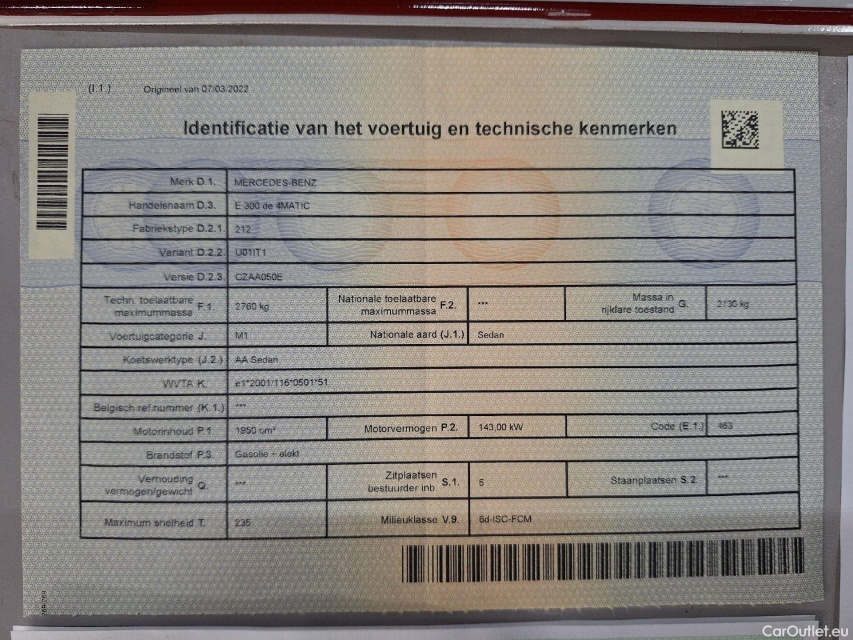 (I.1.) Origineel van 07/03/2022
Identificatie van het voertuig en technische kenmerken
Merk D.1. MERCEDES-BENZ
Handelsnaam D.3. E 300 de 4MATIC
Fabriekstype D.2.1. 212
Variant D.2.2. U01IT1
Versie D.2.3. CZAA050E
Techn. toelaatbare maximummassa F.1. 2760 kg Nationale toelaatbare maximummassa F.2. *** Massa in rijklare toestand G. 2130 kg
Voertuigcategorie J. M1 Nationale aard (J.1.) Sedan
Koetswerktype (J.2.) AA Sedan
WVTA K. e1*2001/116*0501*51
Belgisch ref.nummer (K.1.) ***
Motorinhoud P.1 1950 cm³ Motorvermogen P.2. 143,00 kW Code (E.1.) 463
Brandstof P.3. Gasolie + elekt
Verhouding vermogen/gewicht Q. *** Zitplaatsen bestuurder inb. S.1. 5 Staanplaatsen S.2. ***
Maximum snelheid T. 235 Milieuklasse V.9. 6d-ISC-FCM
CarOutlet.eu